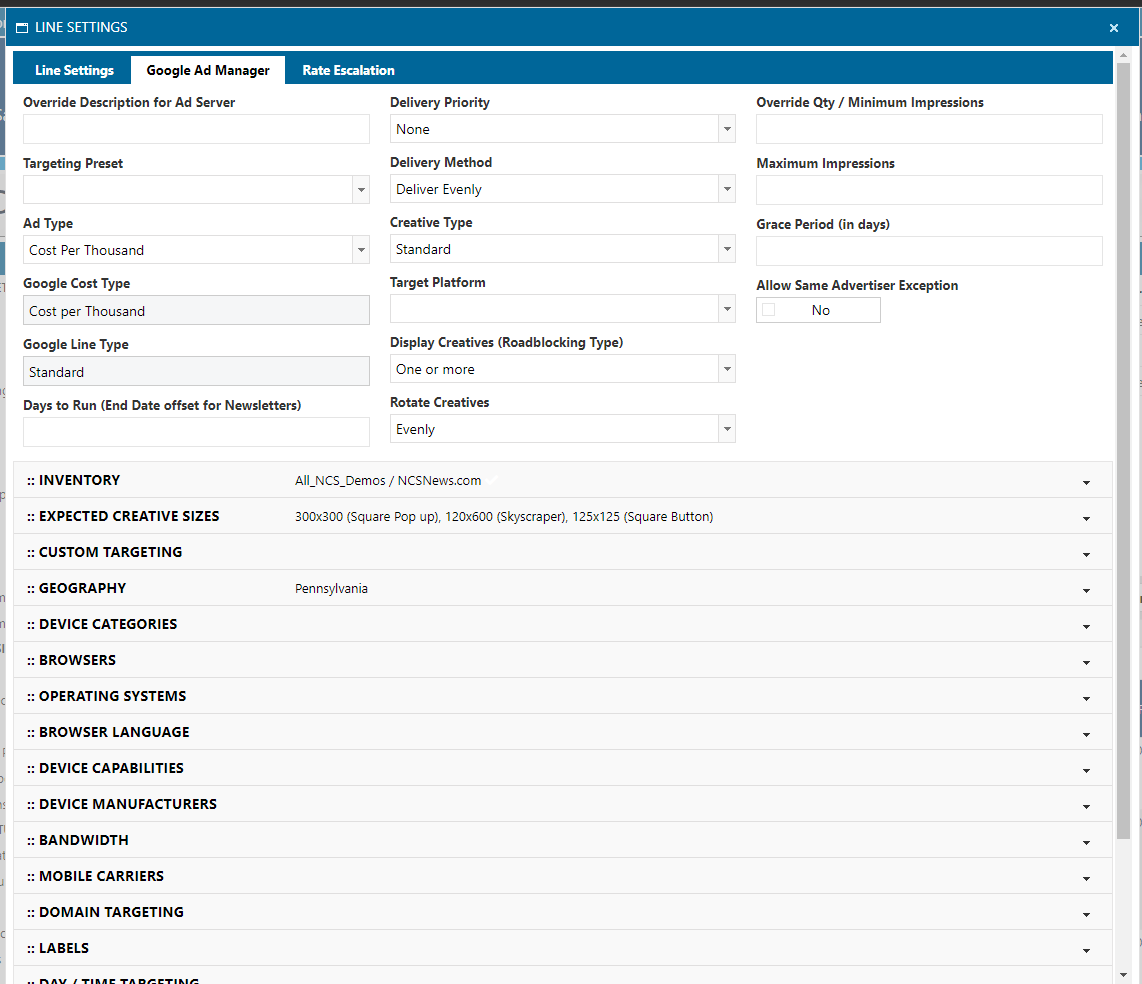 LINE SETTINGS
Line Settings
Google Ad Manager
Rate Escalation
Override Description for Ad Server
Targeting Preset
Ad Type
Cost Per Thousand
Google Cost Type
Cost per Thousand
Google Line Type
Standard
Days to Run (End Date offset for Newsletters)
Delivery Priority
None
Delivery Method
Deliver Evenly
Creative Type
Standard
Target Platform
Display Creatives (Roadblocking Type)
One or more
Rotate Creatives
Evenly
Override Qty / Minimum Impressions
Maximum Impressions
Grace Period (in days)
Allow Same Advertiser Exception
No
:: INVENTORY All_NCS_Demos / NCSNews.com
:: EXPECTED CREATIVE SIZES 300x300 (Square Pop up), 120x600 (Skyscraper), 125x125 (Square Button)
:: CUSTOM TARGETING
:: GEOGRAPHY Pennsylvania
:: DEVICE CATEGORIES
:: BROWSERS
:: OPERATING SYSTEMS
:: BROWSER LANGUAGE
:: DEVICE CAPABILITIES
:: DEVICE MANUFACTURERS
:: BANDWIDTH
:: MOBILE CARRIERS
:: DOMAIN TARGETING
:: LABELS
:: DAY / TIME TARGETING